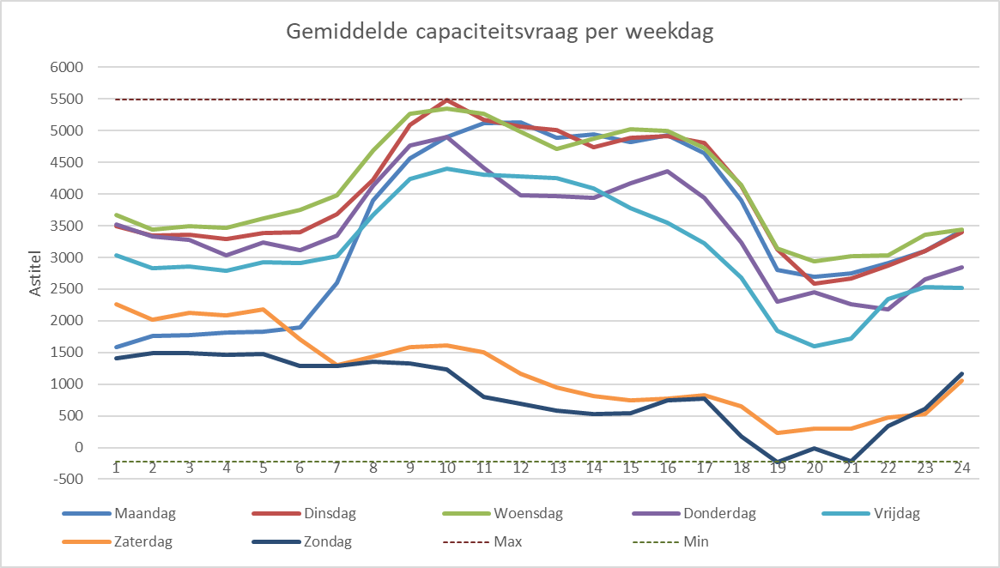 Gemiddelde capaciteitsvraag per weekdag
6000
5500
5000
4500
4000
3500
3000
2500
2000
1500
1000
500
0
-500
Astitel
1 2 3 4 5 6 7 8 9 10 11 12 13 14 15 16 17 18 19 20 21 22 23 24
Maandag Dinsdag Woensdag Donderdag Vrijdag
Zaterdag Zondag Max Min